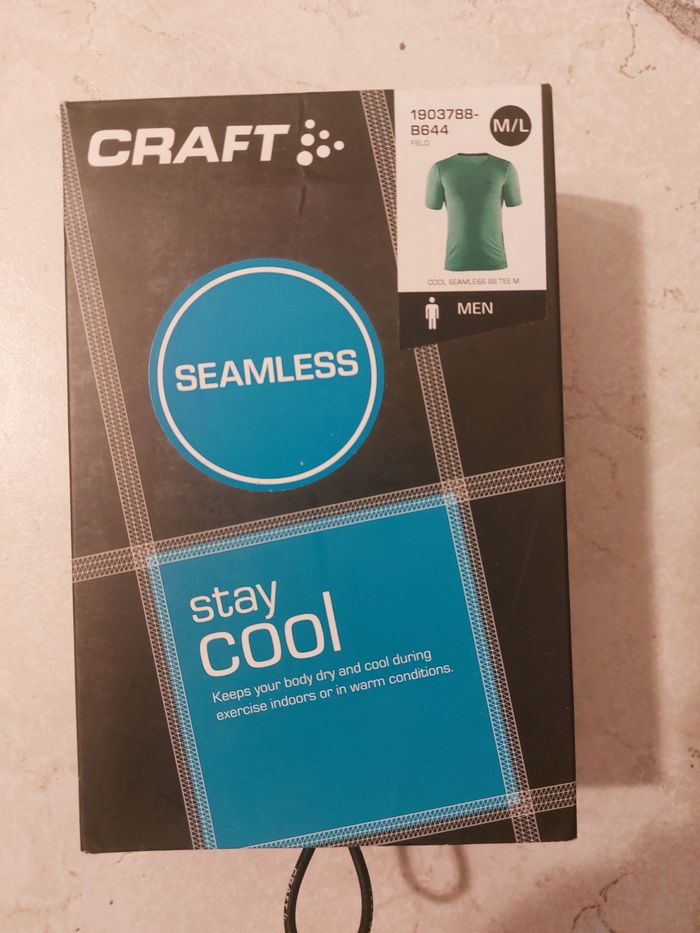 CRAFT
1903788-
B644
FIELD
M/L
COOL SEAMLESS SS TEE M
MEN
SEAMLESS
stay
cool
Keeps your body dry and cool during
exercise indoors or in warm conditions.